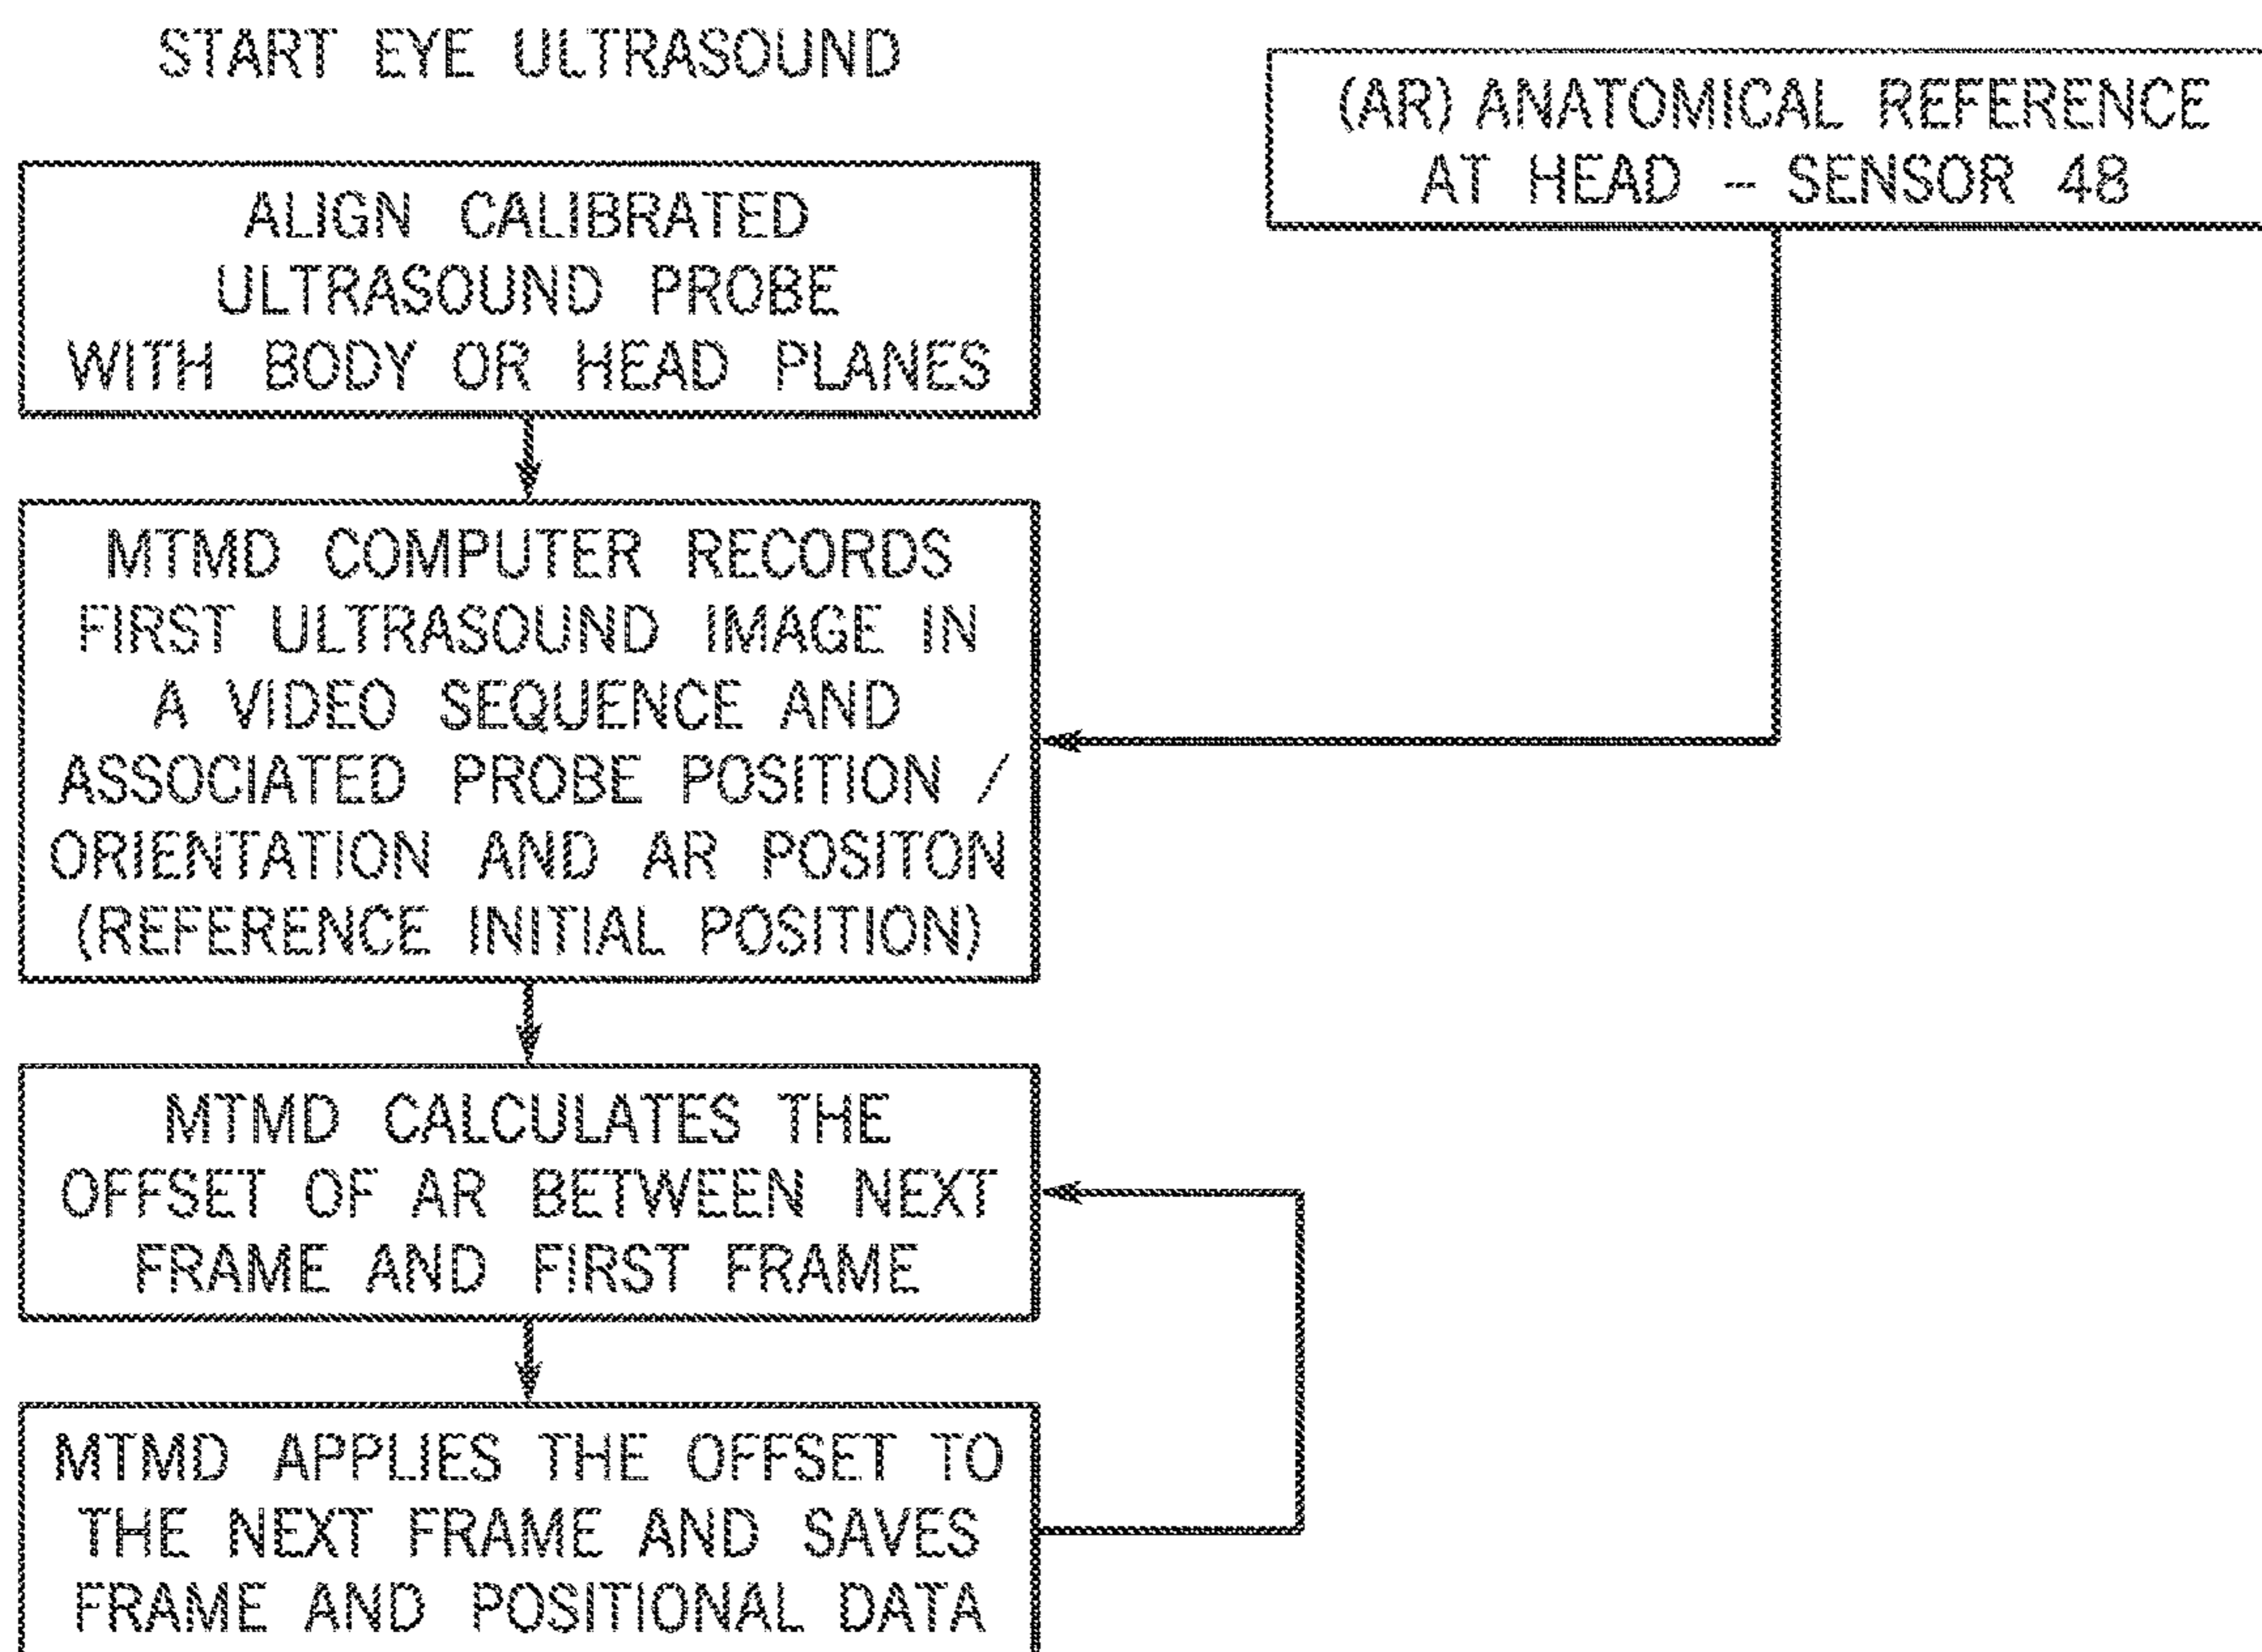 START EYE ULTRASOUND
(AR) ANATOMICAL REFERENCE
AT HEAD -- SENSOR 48
ALIGN CALIBRATED
ULTRASOUND PROBE
WITH BODY OR HEAD PLANES
MTMD COMPUTER RECORDS
FIRST ULTRASOUND IMAGE IN
A VIDEO SEQUENCE AND
ASSOCIATED PROBE POSITION /
ORIENTATION AND AR POSITON
(REFERENCE INITIAL POSITION)
MTMD CALCULATES THE
OFFSET OF AR BETWEEN NEXT
FRAME AND FIRST FRAME
MTMD APPLIES THE OFFSET TO
THE NEXT FRAME AND SAVES
FRAME AND POSITIONAL DATA